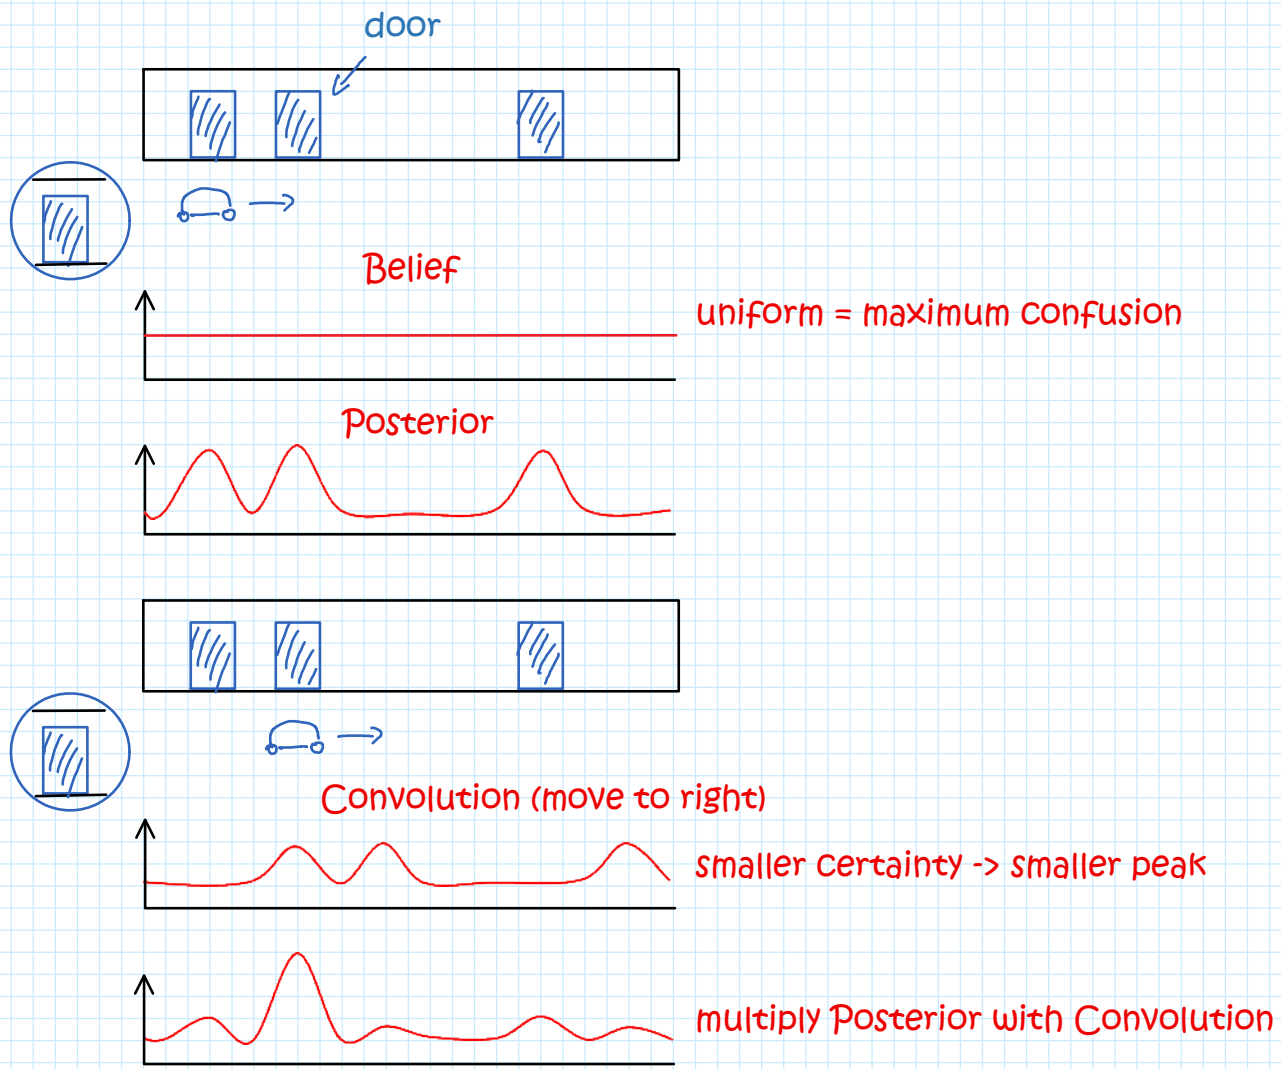 door
Belief
uniform = maximum confusion
Posterior
Convolution (move to right)
smaller certainty -> smaller peak
multiply Posterior with Convolution